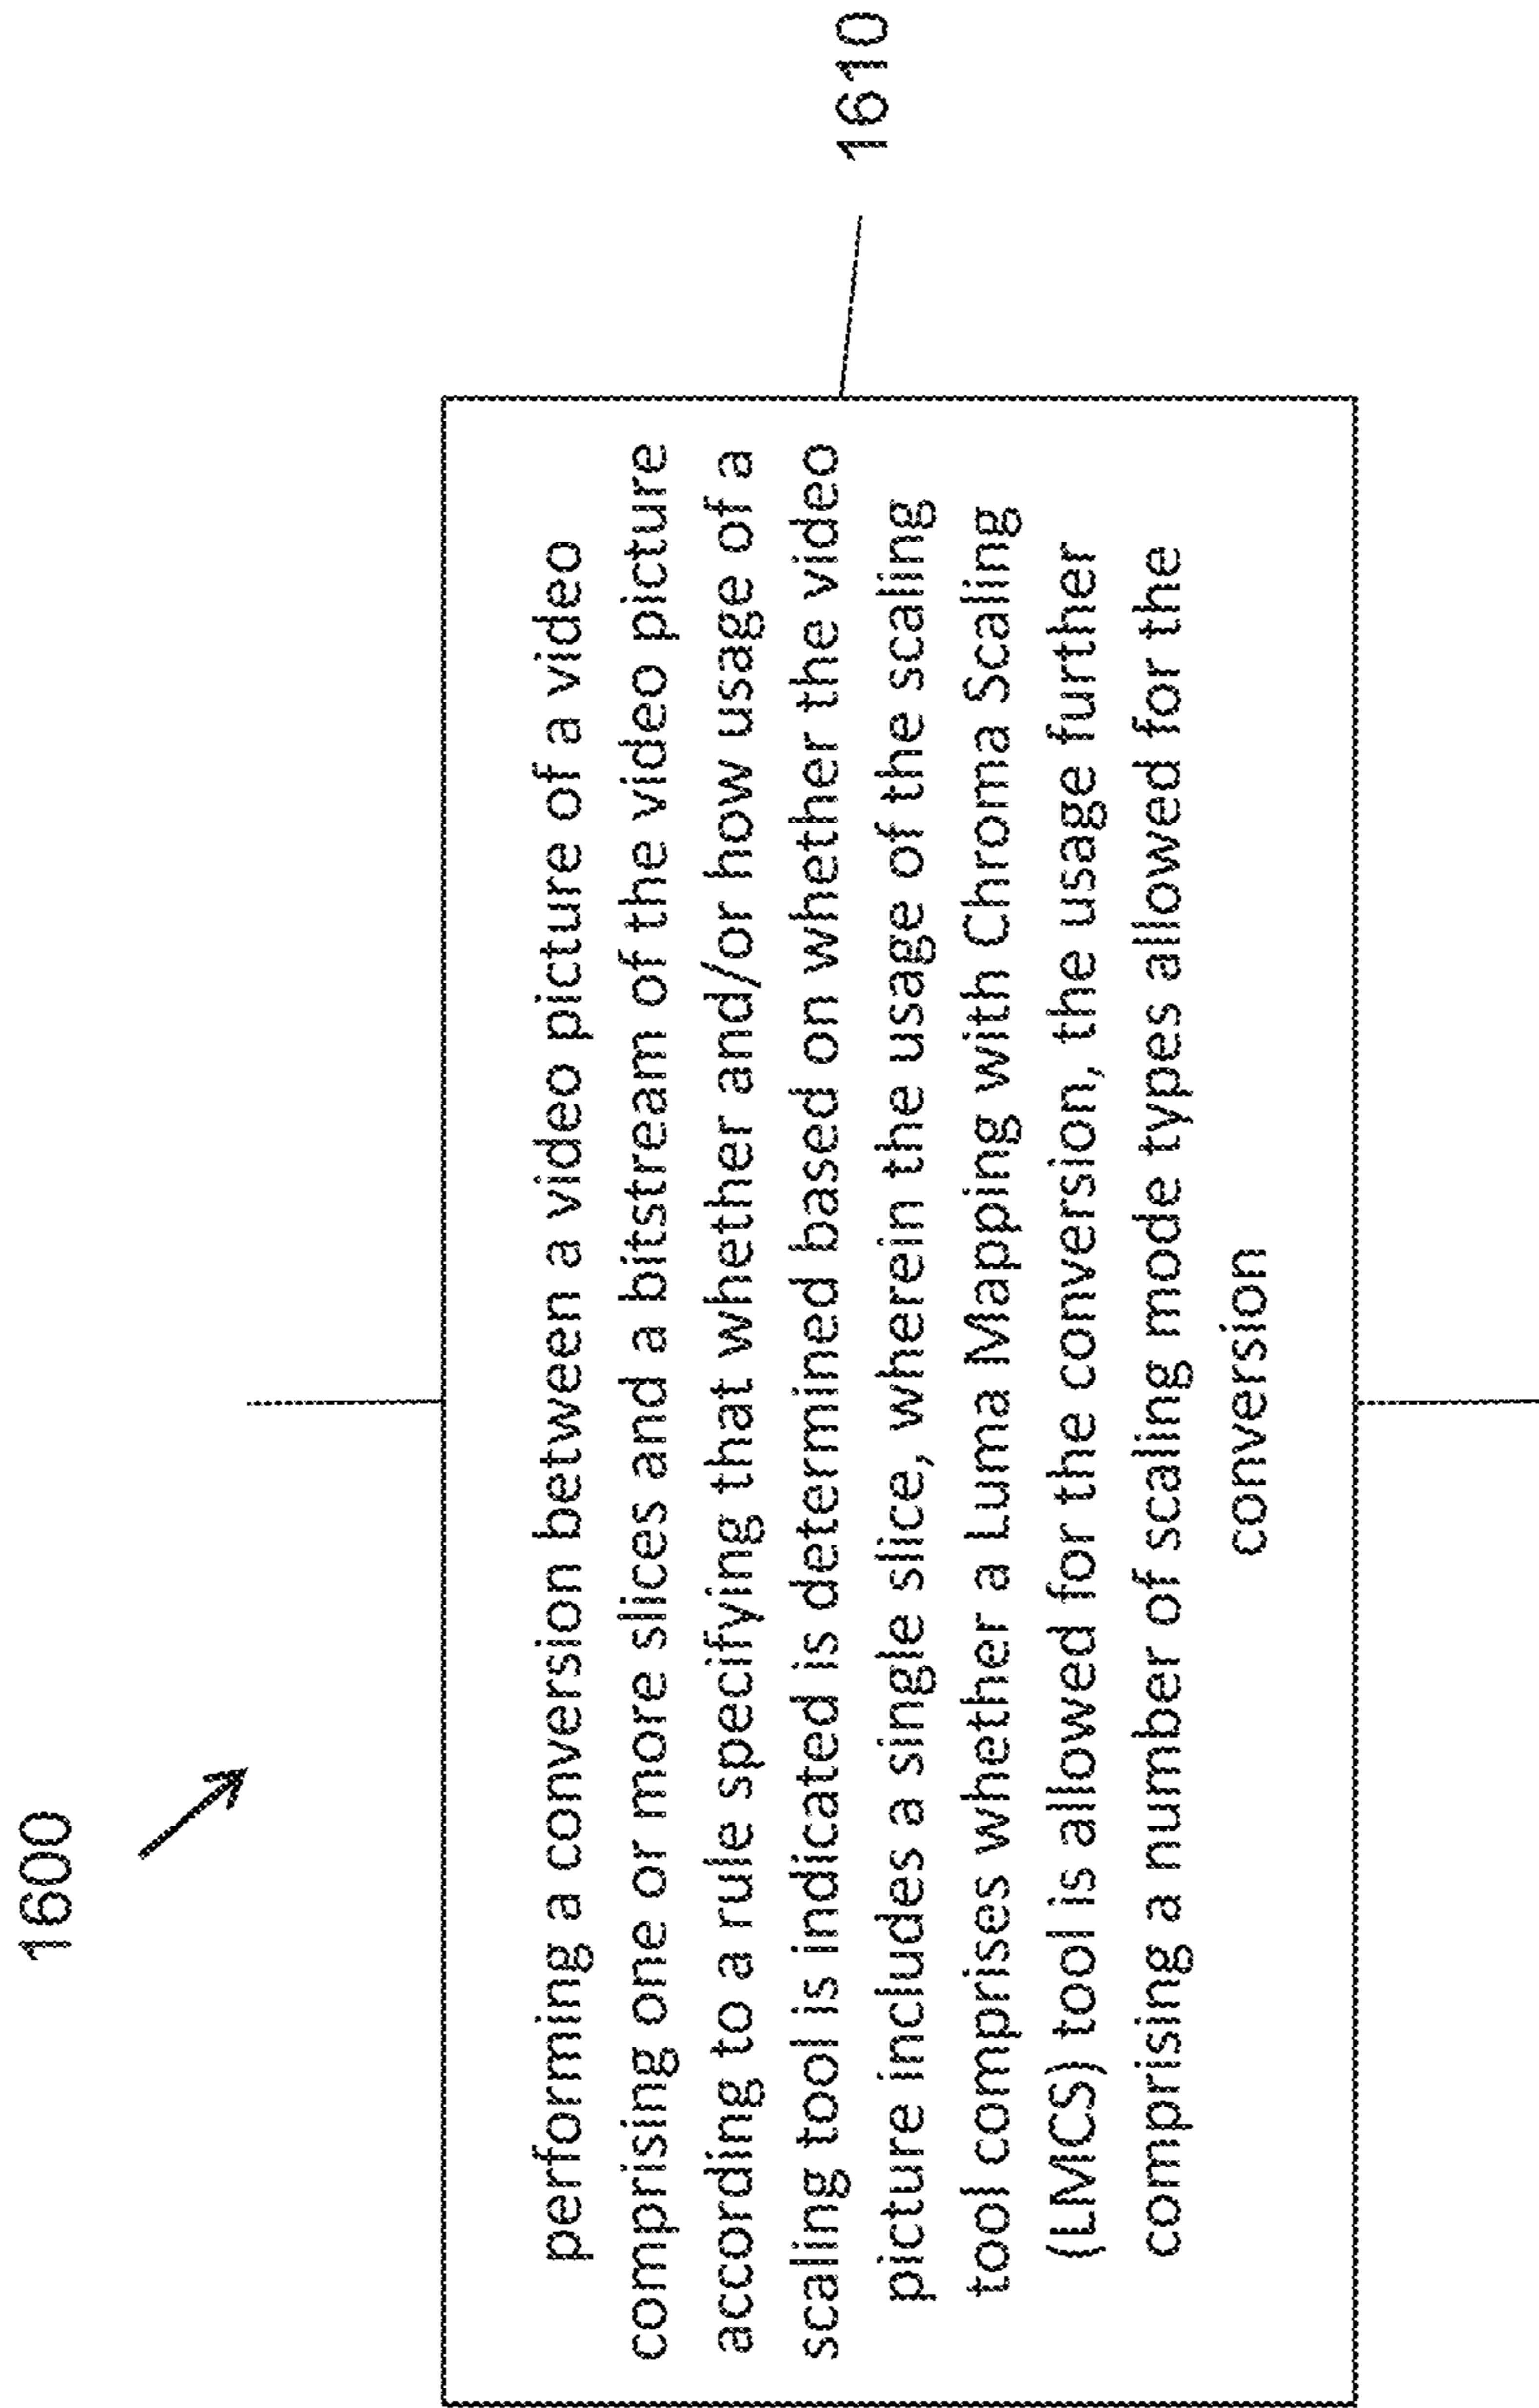 1600
performing a conversion between a video picture of a video
comprising one or more slices and a bitstream of the video picture
according to a rule specifying that whether and/or how usage of a
scaling tool is indicated is determined based on whether the video
picture includes a single slice, wherein the usage of the scaling
tool comprises whether a Luma Mapping with Chroma Scaling
(LMCS) tool is allowed for the conversion, the usage further
comprising a number of scaling mode types allowed for the
conversion
1610